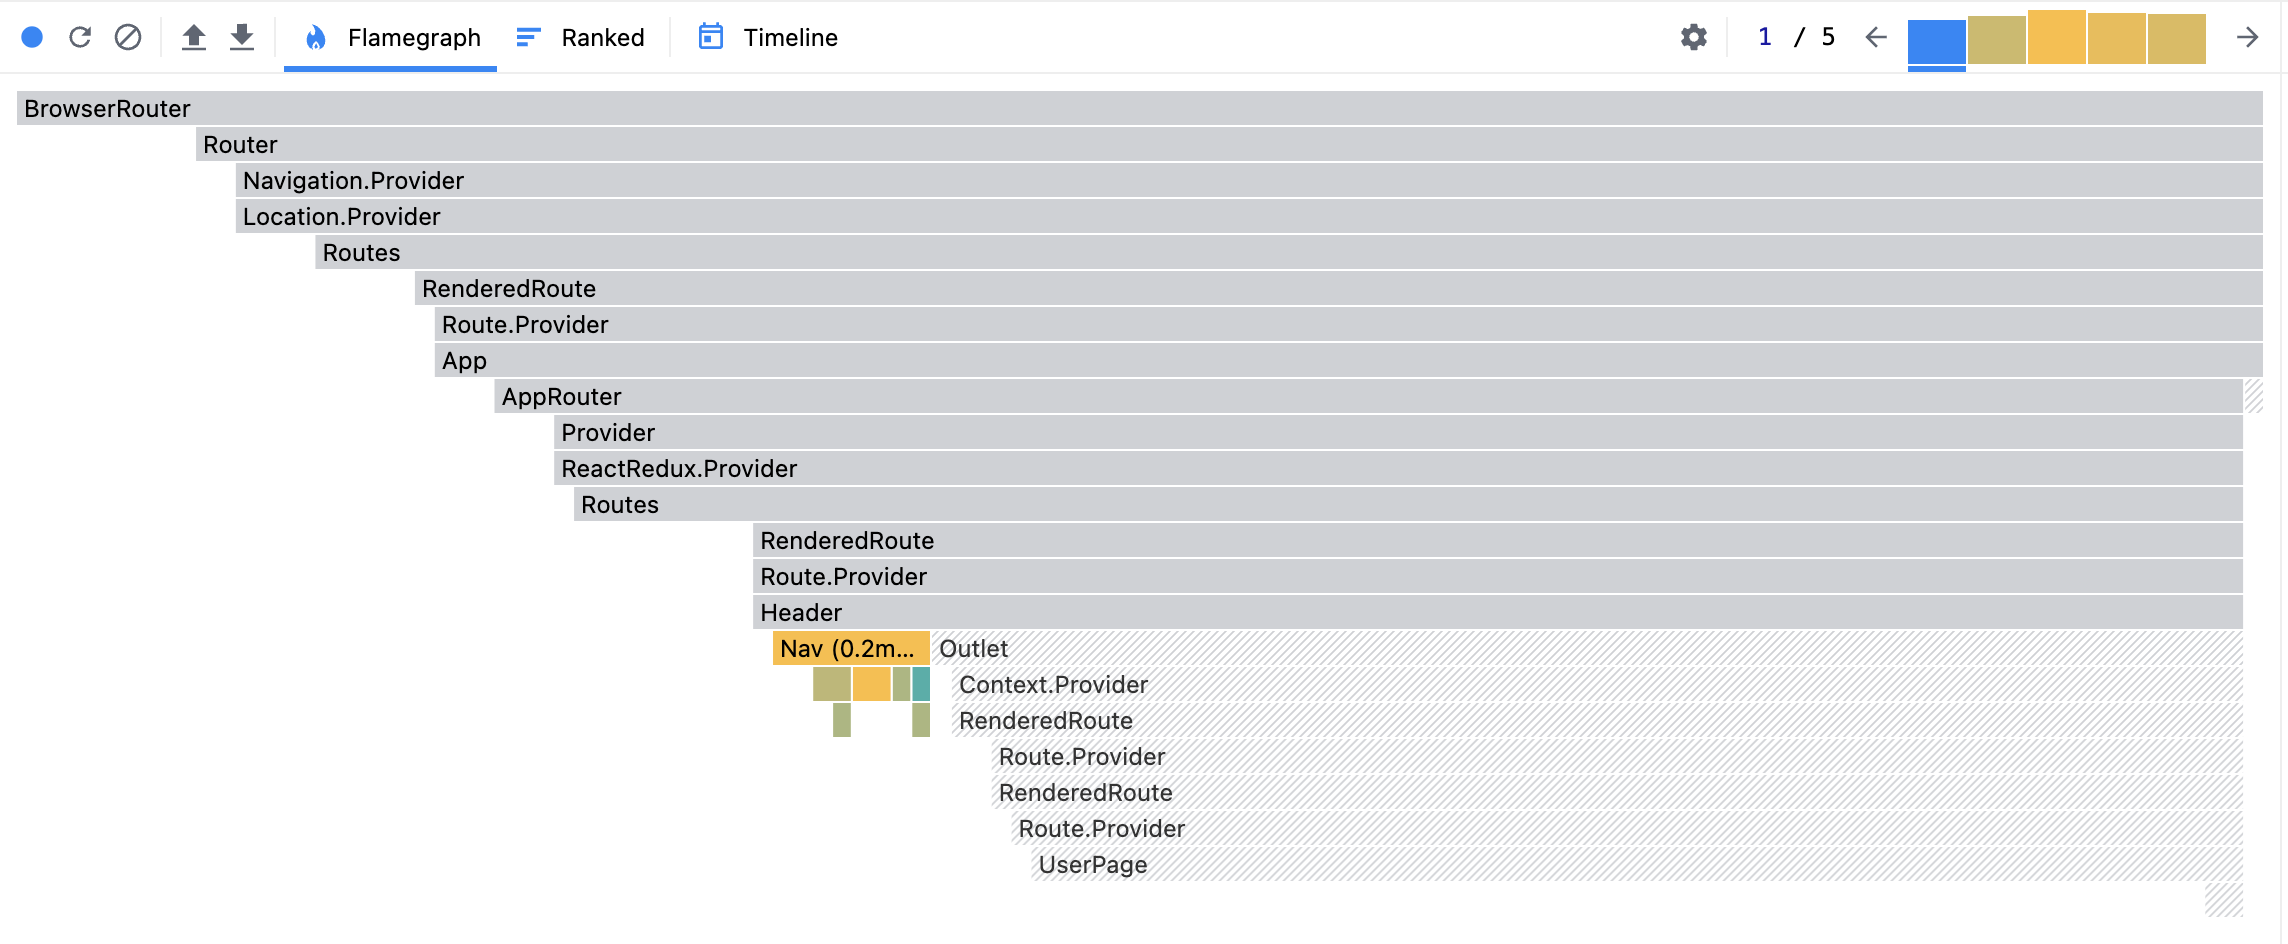 Flamegraph Ranked Timeline 1 / 5
BrowserRouter
Router
Navigation.Provider
Location.Provider
Routes
RenderedRoute
Route.Provider
App
AppRouter
Provider
ReactRedux.Provider
Routes
RenderedRoute
Route.Provider
Header
Nav (0.2m... Outlet
Context.Provider
RenderedRoute
Route.Provider
RenderedRoute
Route.Provider
UserPage